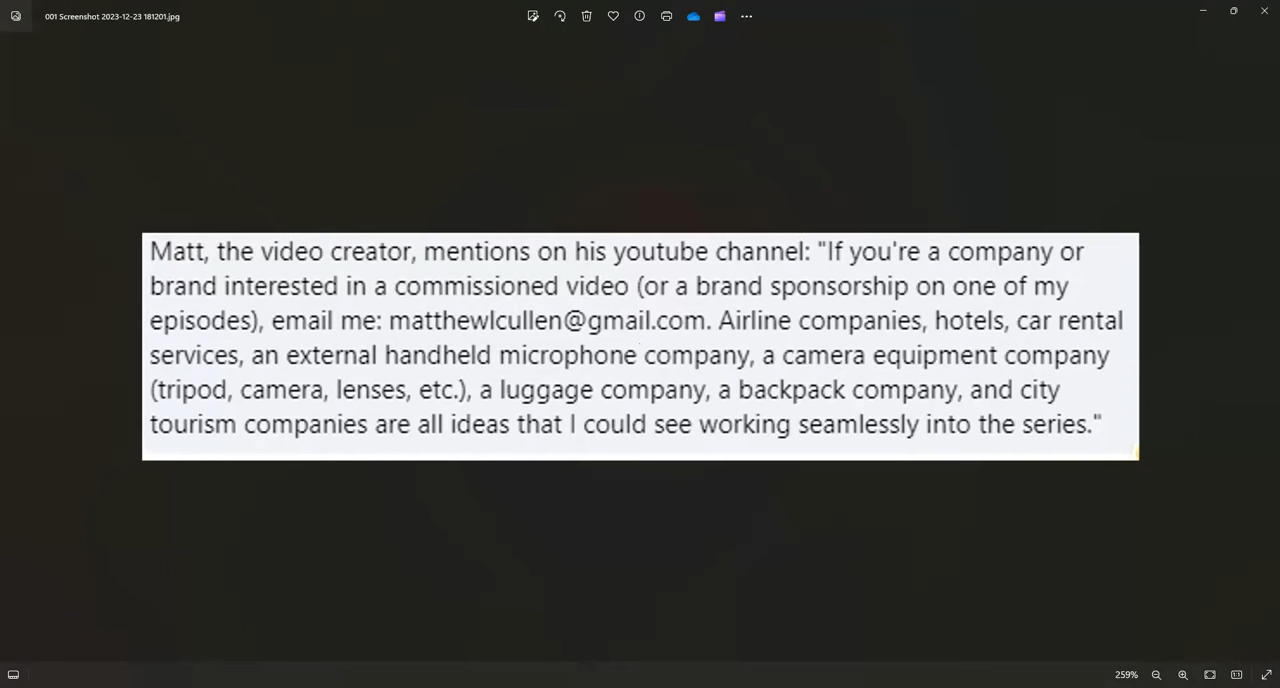 001 Screenshot 2023-12-23 181201.jpg
Matt, the video creator, mentions on his youtube channel: "If you're a company or
brand interested in a commissioned video (or a brand sponsorship on one of my
episodes), email me: matthewlcullen@gmail.com. Airline companies, hotels, car rental
services, an external handheld microphone company, a camera equipment company
(tripod, camera, lenses, etc.), a luggage company, a backpack company, and city
tourism companies are all ideas that I could see working seamlessly into the series."
259%